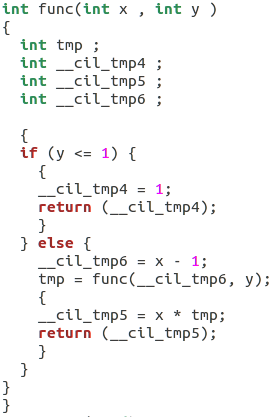 int func(int x , int y )
{
  int tmp ;
  int __cil_tmp4 ;
  int __cil_tmp5 ;
  int __cil_tmp6 ;

  {
  if (y <= 1) {
    {
    __cil_tmp4 = 1;
    return (__cil_tmp4);
    }
  } else {
    __cil_tmp6 = x - 1;
    tmp = func(__cil_tmp6, y);
    {
    __cil_tmp5 = x * tmp;
    return (__cil_tmp5);
    }
  }
}
}